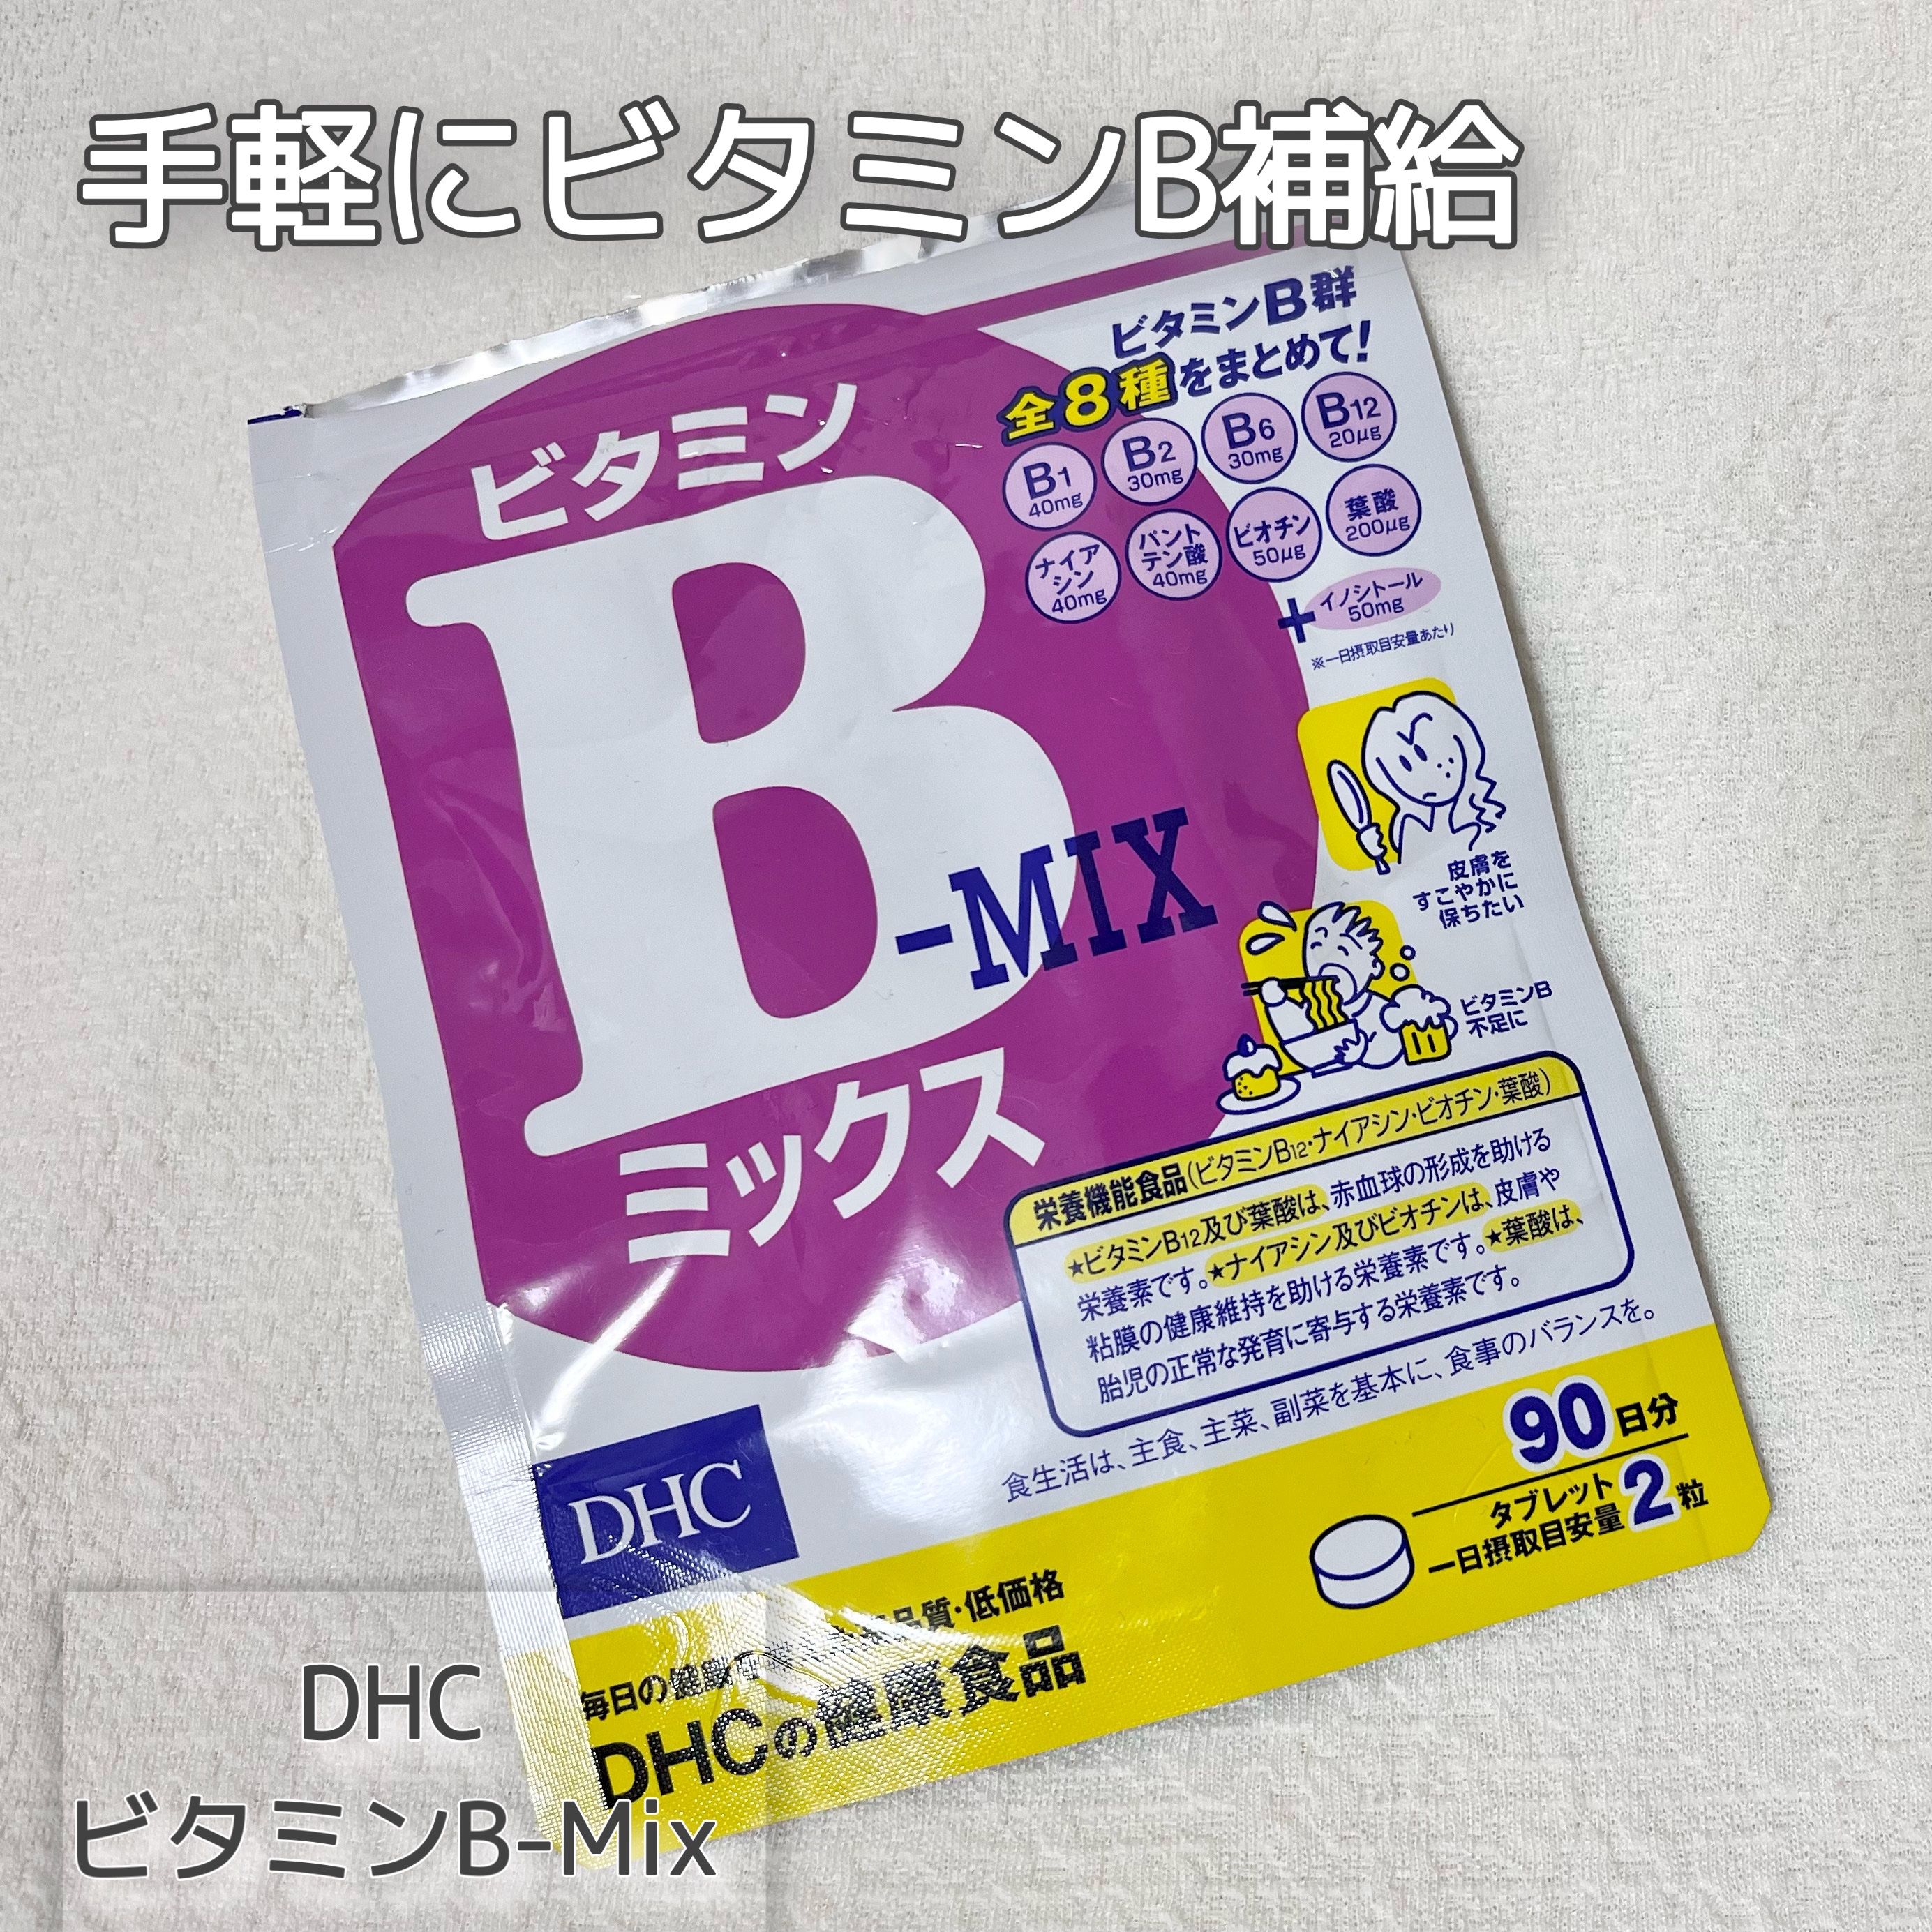 手軽にビタミンB補給
ビタミンB群
全8種をまとめて!
B1
40mg
B2
30mg
B6
30mg
B12
20μg
ナイア
シン
40mg
パント
テン酸
40mg
ビオチン
50μg
葉酸
200μg
+イノシトール
50mg
※一日摂取目安量あたり
ビタミン
B
-MIX
ミックス
皮膚を
すこやかに
保ちたい
ビタミンB
不足に
栄養機能食品(ビタミンB12・ナイアシン・ビオチン・葉酸)
★ビタミンB12及び葉酸は、赤血球の形成を助ける
栄養素です。★ナイアシン及びビオチンは、皮膚や
粘膜の健康維持を助ける栄養素です。★葉酸は、
胎児の正常な発育に寄与する栄養素です。
食生活は、主食、主菜、副菜を基本に、食事のバランスを。
90日分
タブレット
一日摂取目安量2粒
DHC
毎日の健康 品質・低価格
DHCの健康食品
DHC
ビタミンB-Mix